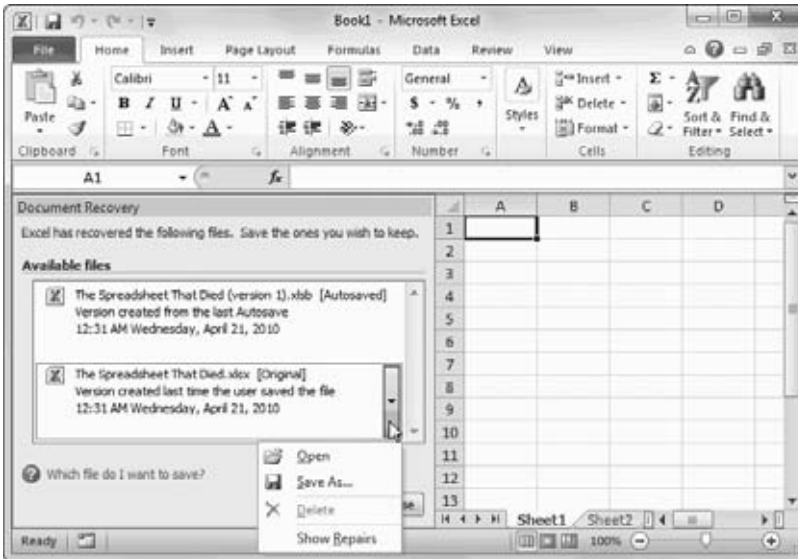 Book1 - Microsoft Excel
File Home Insert Page Layout Formulas Data Review View
Calibri 11 General Insert Σ
B I U A A $ % , Delete
Paste A Styles Format Sort & Filter Find & Select
Clipboard Font Alignment Number Cells Editing
A1 fx
Document Recovery
Excel has recovered the following files. Save the ones you wish to keep.
Available files
The Spreadsheet That Died (version 1).xlsb [Autosaved]
Version created from the last Autosave
12:31 AM Wednesday, April 21, 2010
The Spreadsheet That Died.xlsx [Original]
Version created last time the user saved the file
12:31 AM Wednesday, April 21, 2010
Which file do I want to save?
Open
Save As...
Delete
Show Repairs
A B C D
1
2
3
4
5
6
7
8
9
10
11
12
13
Sheet1 Sheet2
Ready 100%